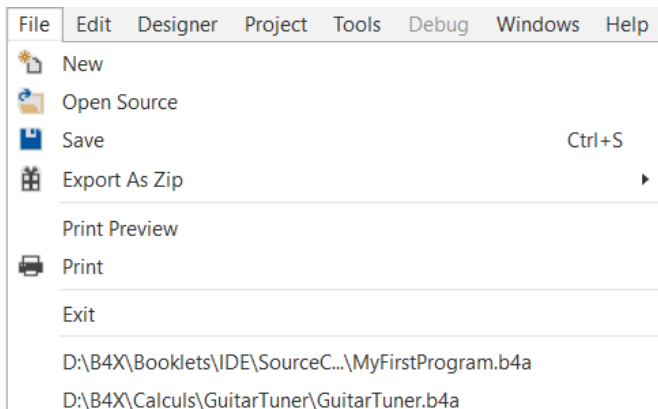 File Edit Designer Project Tools Debug Windows Help
New
Open Source
Save Ctrl+S
Export As Zip
Print Preview
Print
Exit
D:\B4X\Booklets\IDE\SourceC...\MyFirstProgram.b4a
D:\B4X\Calculs\GuitarTuner\GuitarTuner.b4a